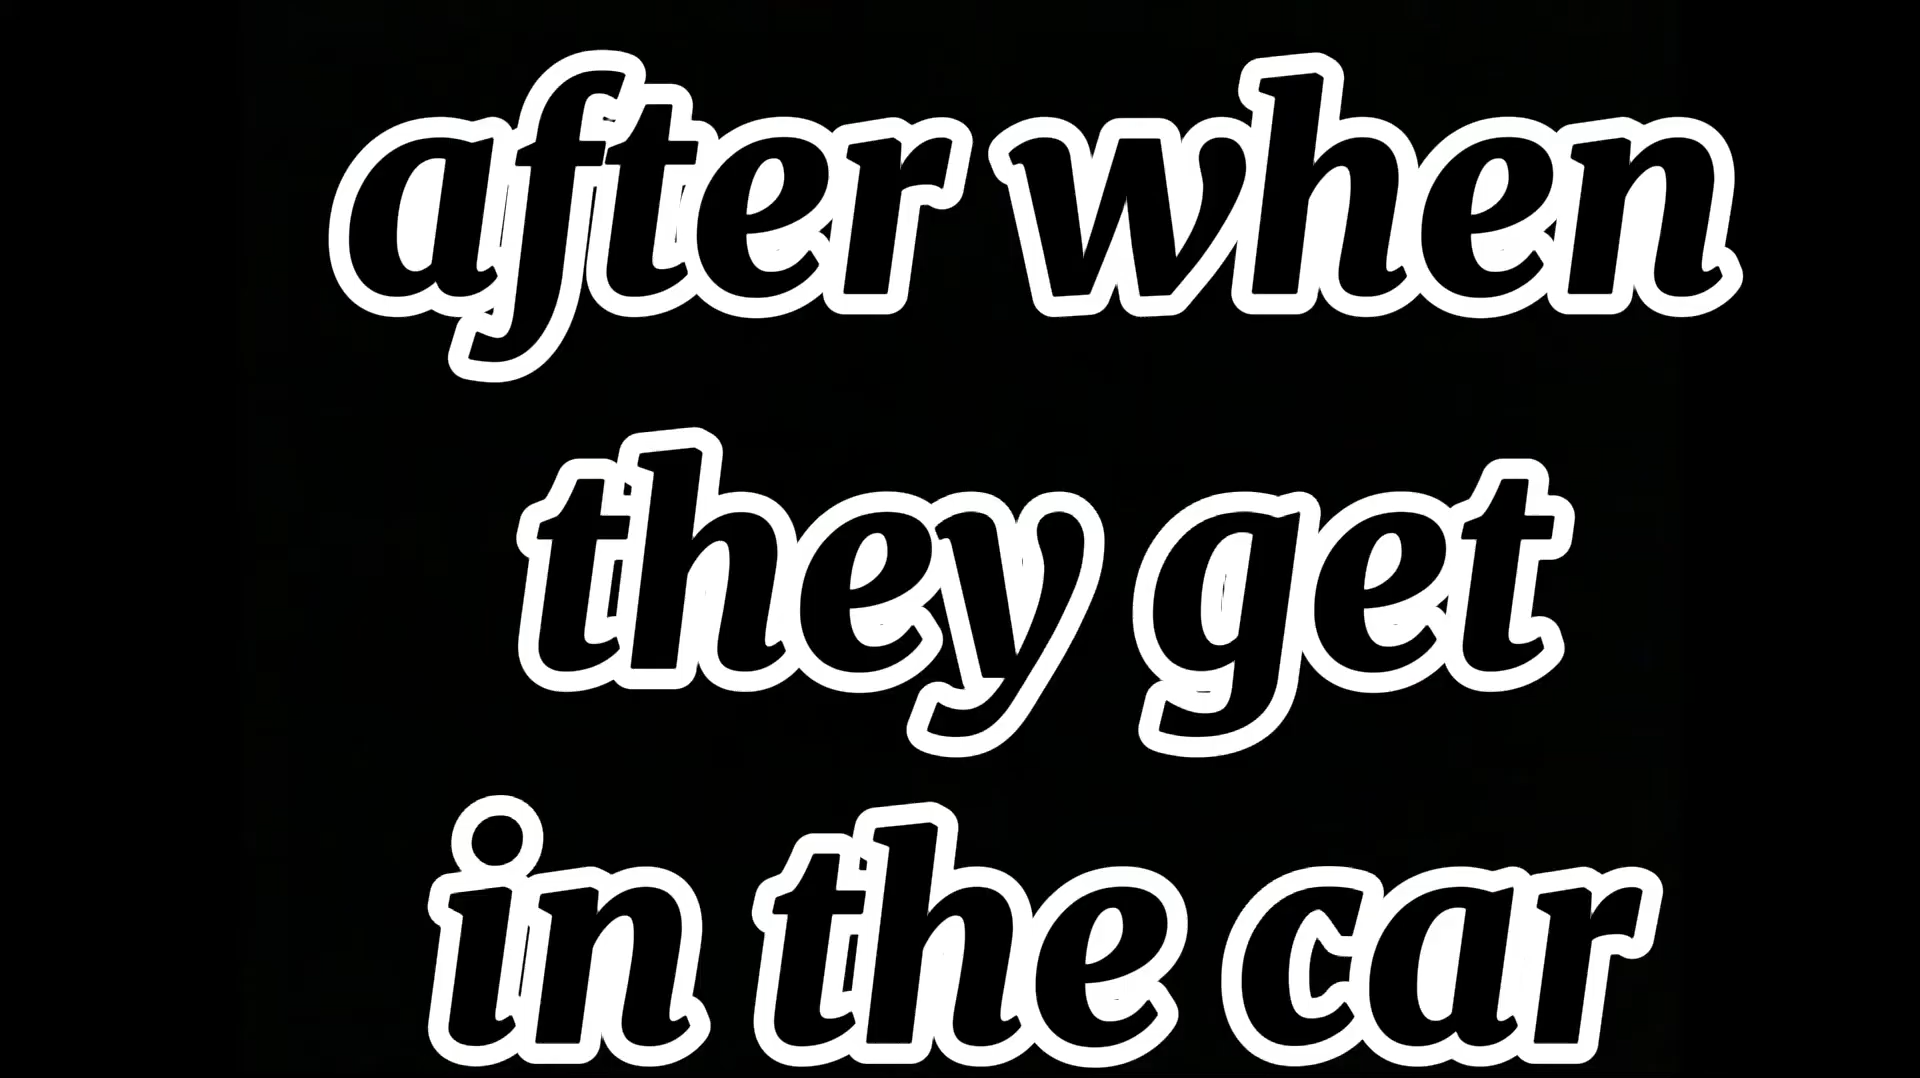 after when
they get
in the car